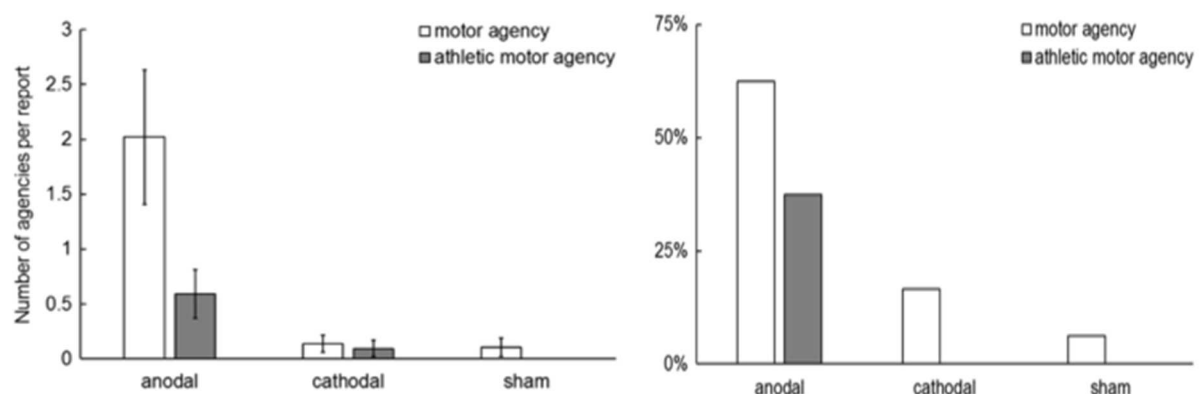 Number of agencies per report
3
2.5
2
1.5
1
0.5
0
motor agency
athletic motor agency
anodal cathodal sham
75%
50%
25%
0%
motor agency
athletic motor agency
anodal cathodal sham